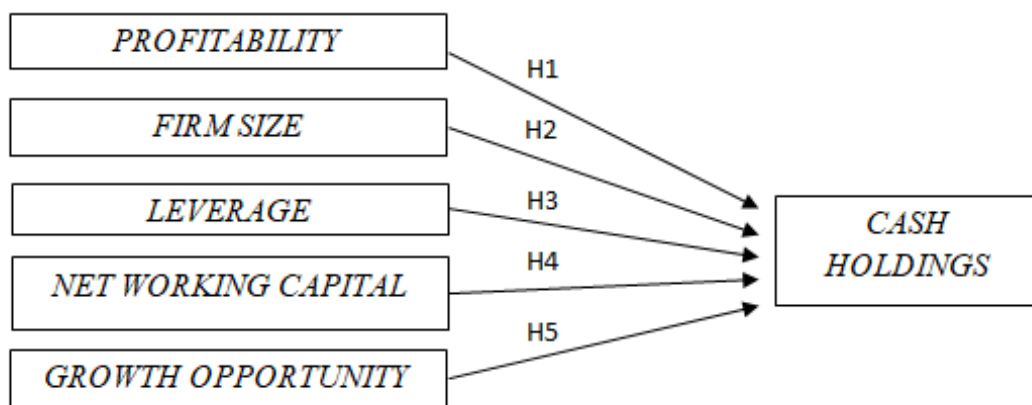 PROFITABILITY
H1
FIRM SIZE
H2
LEVERAGE
H3
CASH
HOLDINGS
NET WORKING CAPITAL
H4
GROWTH OPPORTUNITY
H5